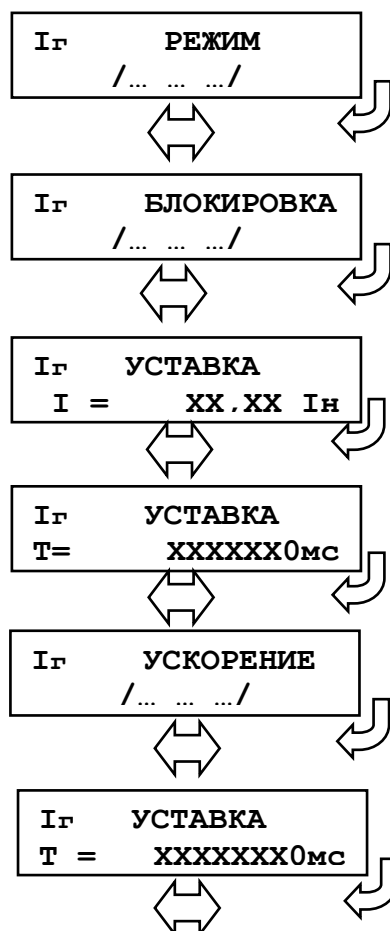 Iг РЕЖИМ
/… … …/
Iг БЛОКИРОВКА
/… … …/
Iг УСТАВКА
I = XX.XX Iн
Iг УСТАВКА
T= XXXXXX0мс
Iг УСКОРЕНИЕ
/… … …/
Iг УСТАВКА
T = XXXXXXX0мс